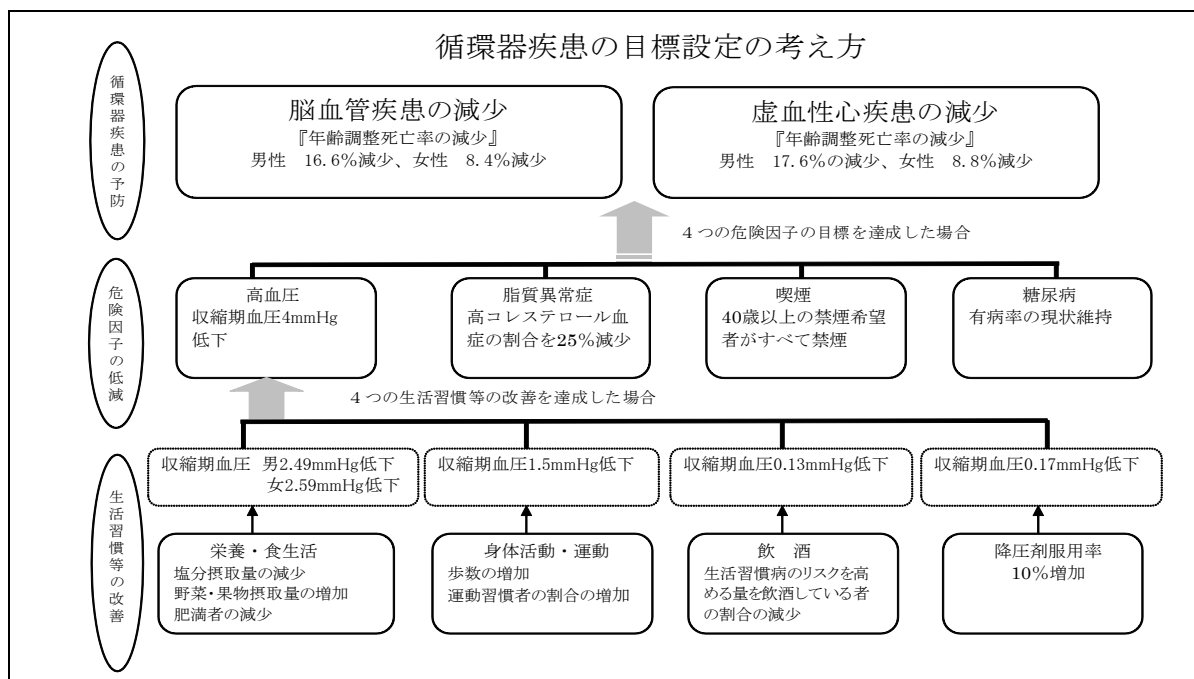 循環器疾患の目標設定の考え方
循環器疾患の予防
脳血管疾患の減少
『年齢調整死亡率の減少』
男性 16.6%減少、女性 8.4%減少
虚血性心疾患の減少
『年齢調整死亡率の減少』
男性 17.6%の減少、女性 8.8%減少
4つの危険因子の目標を達成した場合
危険因子の低減
高血圧
収縮期血圧4mmHg
低下
脂質異常症
高コレステロール血
症の割合を25%減少
喫煙
40歳以上の禁煙希望
者がすべて禁煙
糖尿病
有病率の現状維持
4つの生活習慣等の改善を達成した場合
生活習慣等の改善
収縮期血圧 男2.49mmHg低下
女2.59mmHg低下
収縮期血圧1.5mmHg低下
収縮期血圧0.13mmHg低下
収縮期血圧0.17mmHg低下
栄養・食生活
塩分摂取量の減少
野菜・果物摂取量の増加
肥満者の減少
身体活動・運動
歩数の増加
運動習慣者の割合の増加
飲 酒
生活習慣病のリスクを高
める量を飲酒している者
の割合の減少
降圧剤服用率
10%増加